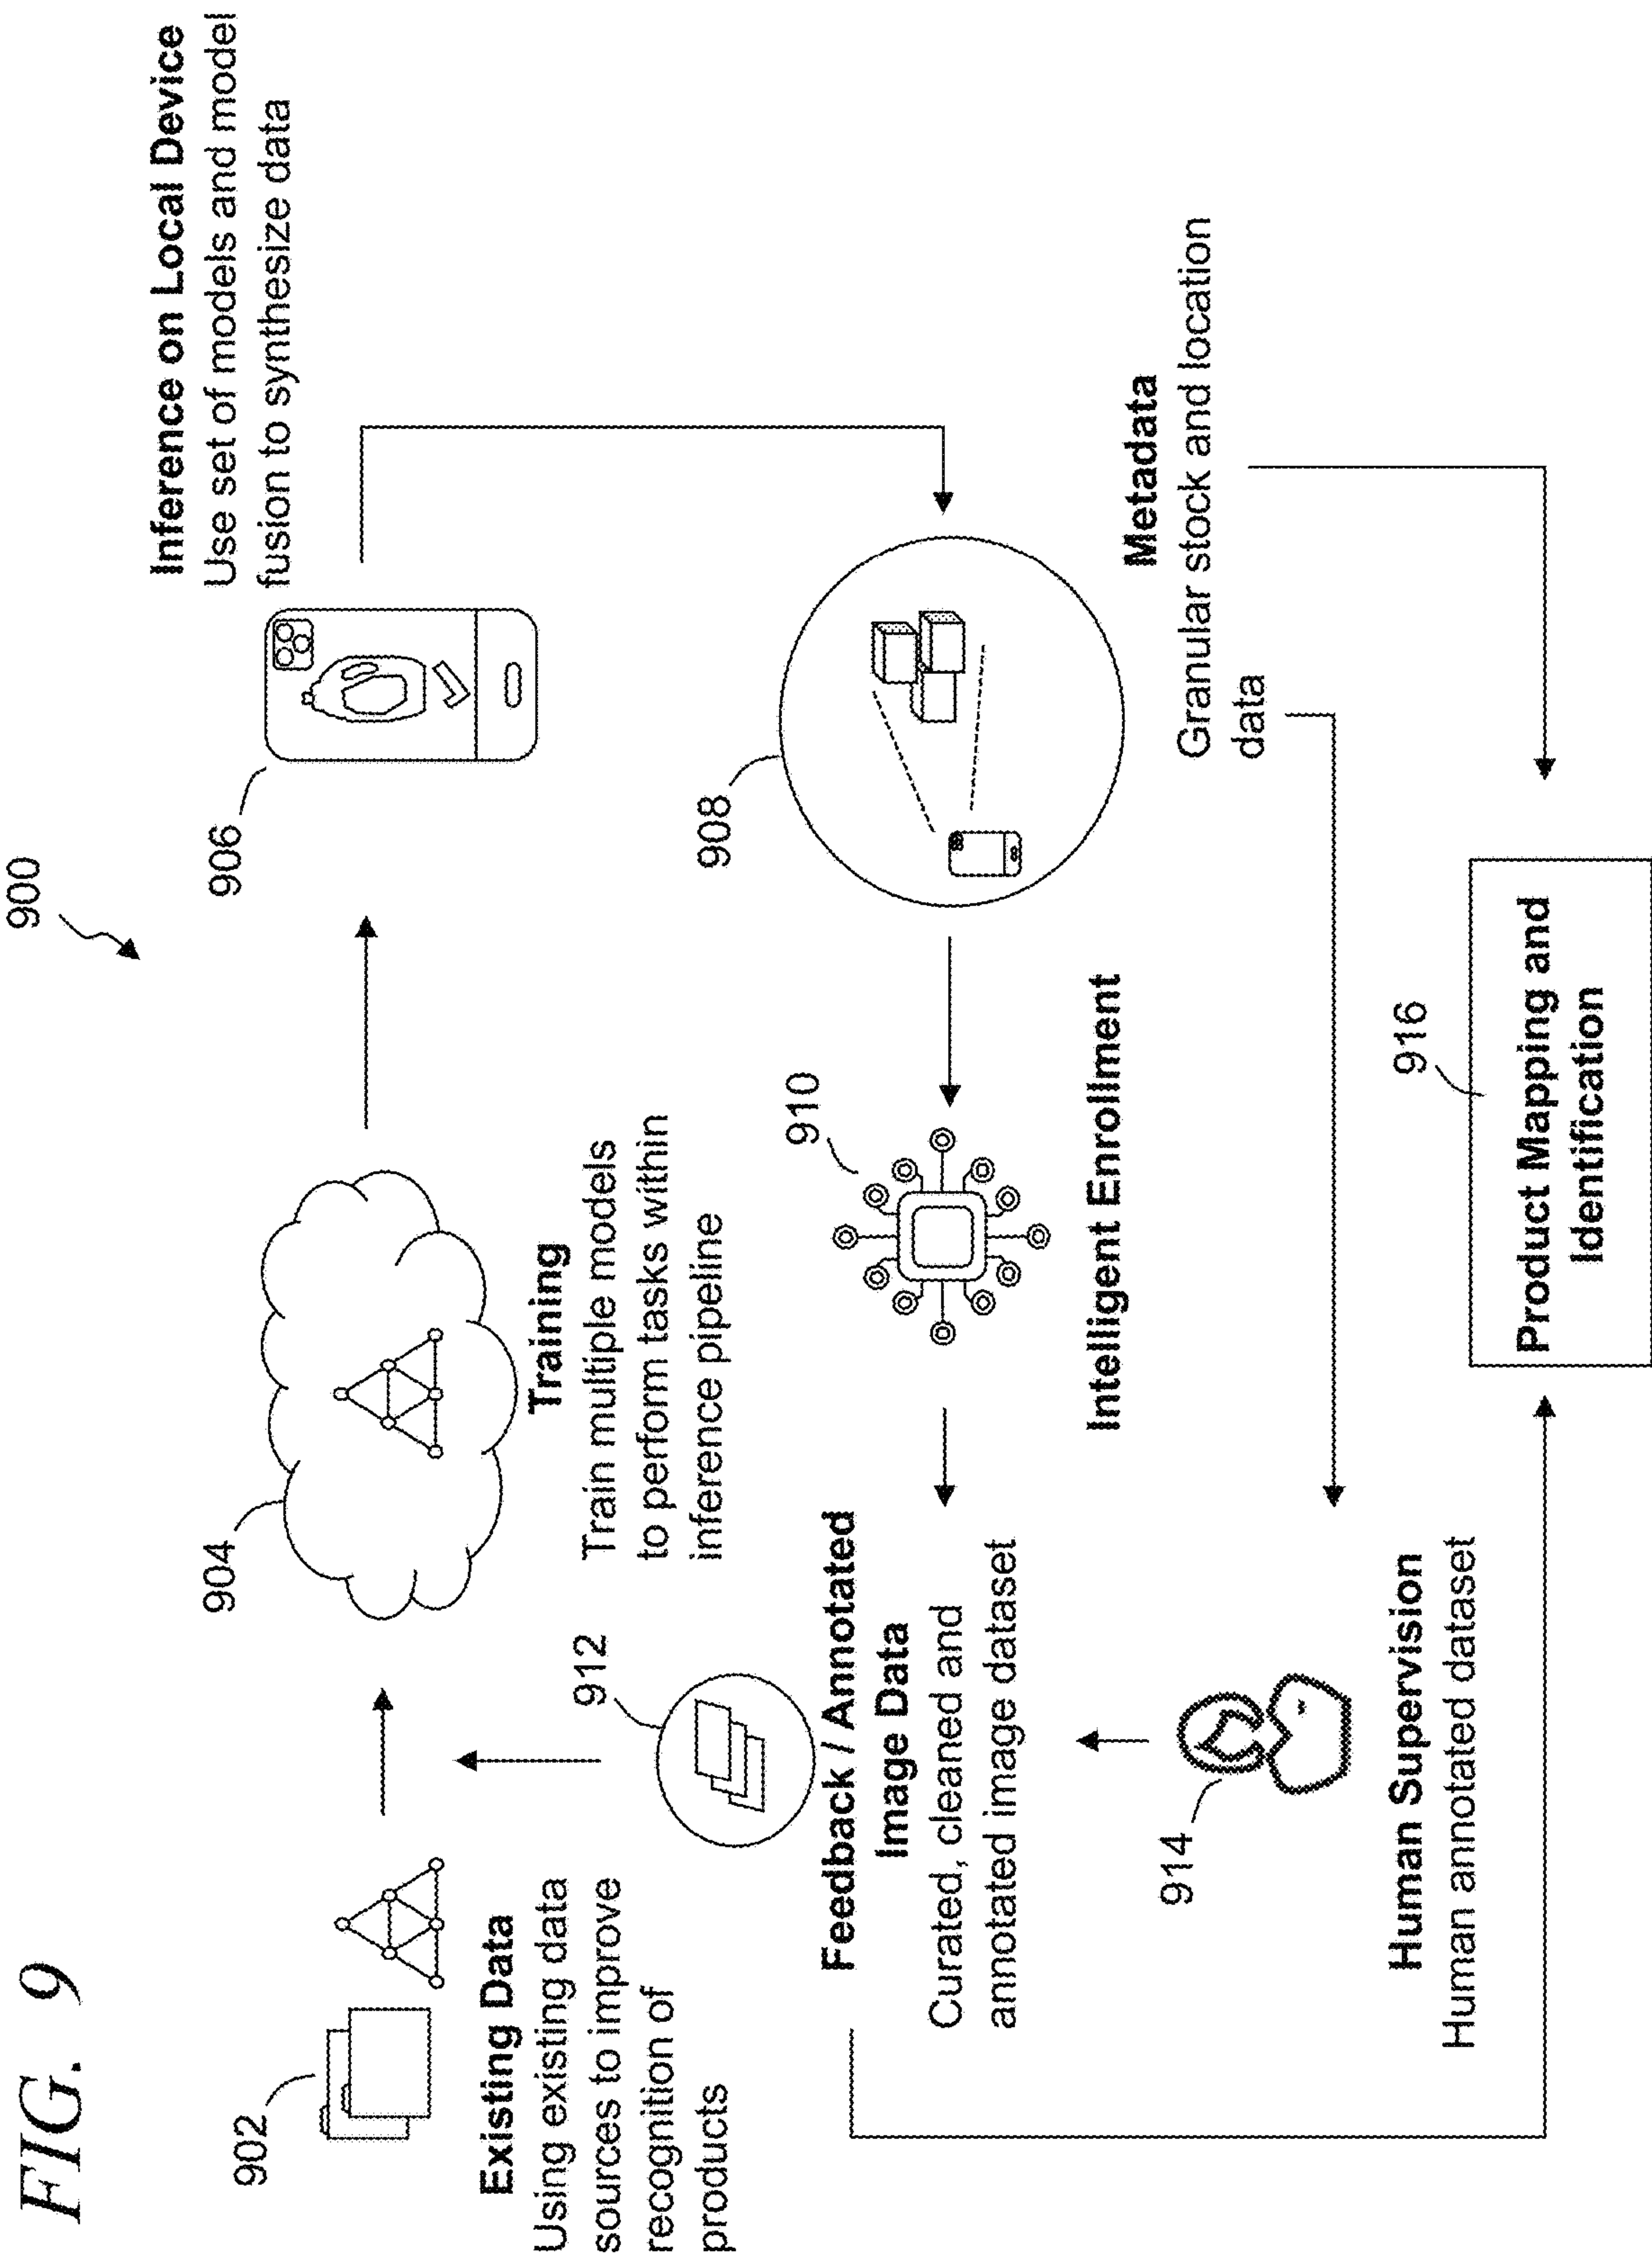 FIG. 9
900
902
Existing Data
Using existing data
sources to improve
recognition of
products
904
Training
Train multiple models
to perform tasks within
inference pipeline
906
Inference on Local Device
Use set of models and model
fusion to synthesize data
912
Feedback / Annotated
Image Data
Curated, cleaned and
annotated image dataset
910
Intelligent Enrollment
908
Metadata
Granular stock and location
data
914
Human Supervision
Human annotated dataset
916
Product Mapping and
Identification